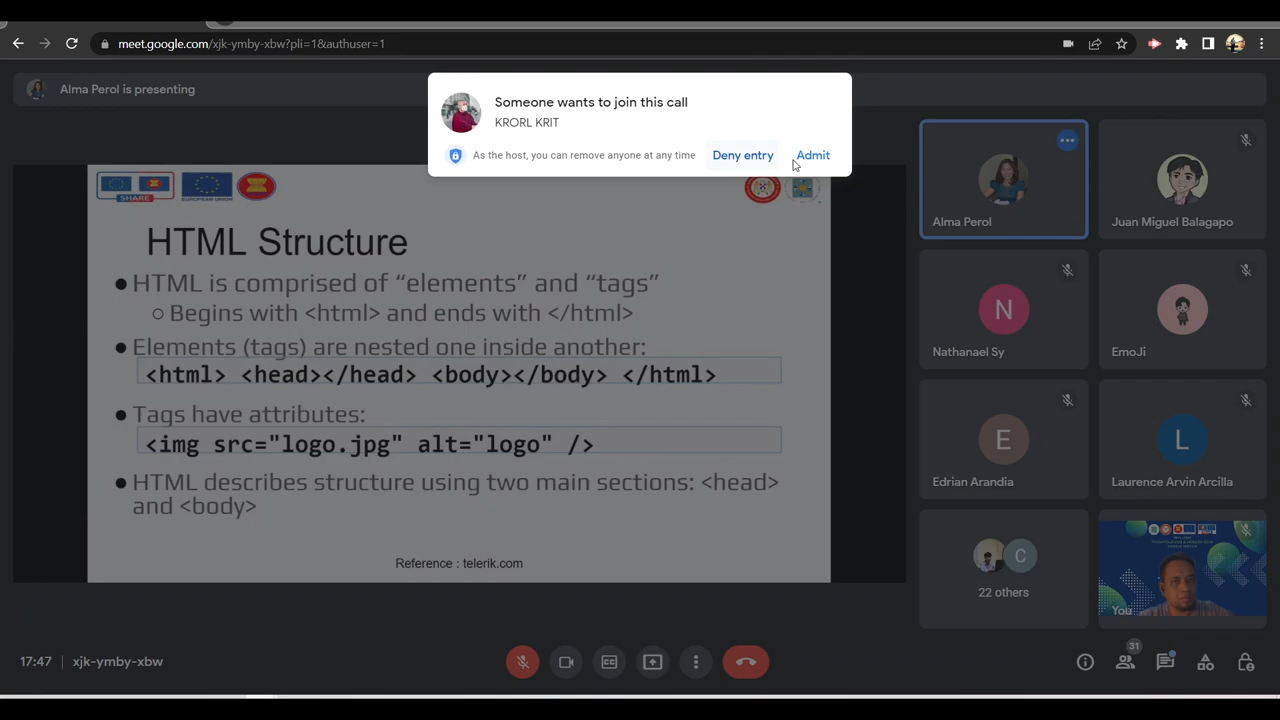 meet.google.com/xjk-ymby-xbw?pli=1&authuser=1
Alma Perol is presenting
Someone wants to join this call
KRORL KRIT
As the host, you can remove anyone at any time
Deny entry
Admit
SHARE
EUROPEAN UNION
HTML Structure
●HTML is comprised of “elements” and “tags”
○ Begins with <html> and ends with </html>
● Elements (tags) are nested one inside another:
<html> <head></head> <body></body> </html>
● Tags have attributes:
<img src="logo.jpg" alt="logo" />
● HTML describes structure using two main sections: <head>
and <body>
Reference : telerik.com
Alma Perol
Juan Miguel Balagapo
N
Nathanael Sy
EmoJi
E
Edrian Arandia
L
Laurence Arvin Arcilla
C
22 others
You
17:47 | xjk-ymby-xbw
CC
31